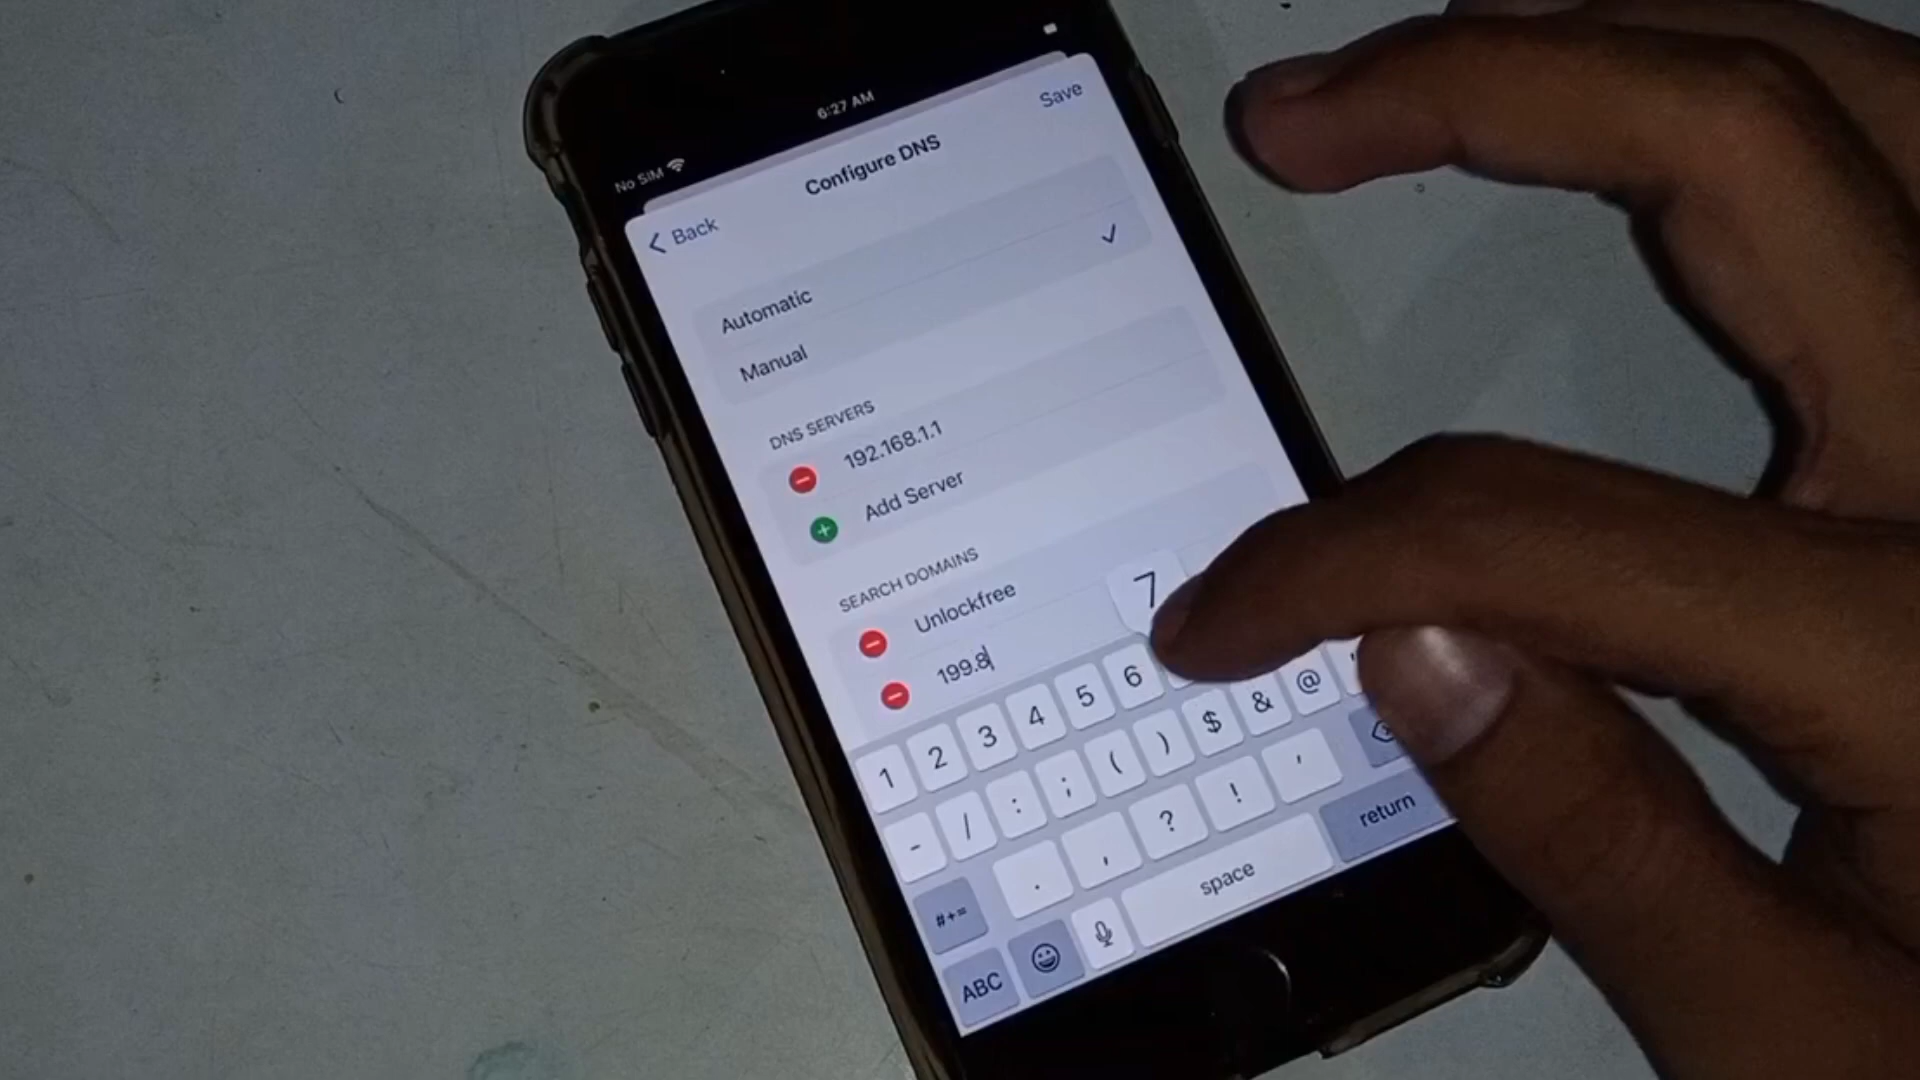 No SIM
6:27 AM
Back
Configure DNS
Save
Automatic
Manual
DNS SERVERS
192.168.1.1
Add Server
SEARCH DOMAINS
Unlockfree
199.8
7
1 2 3 4 5 6
- / : ; ( ) $ & @
#+= . , ? ! '
ABC space return